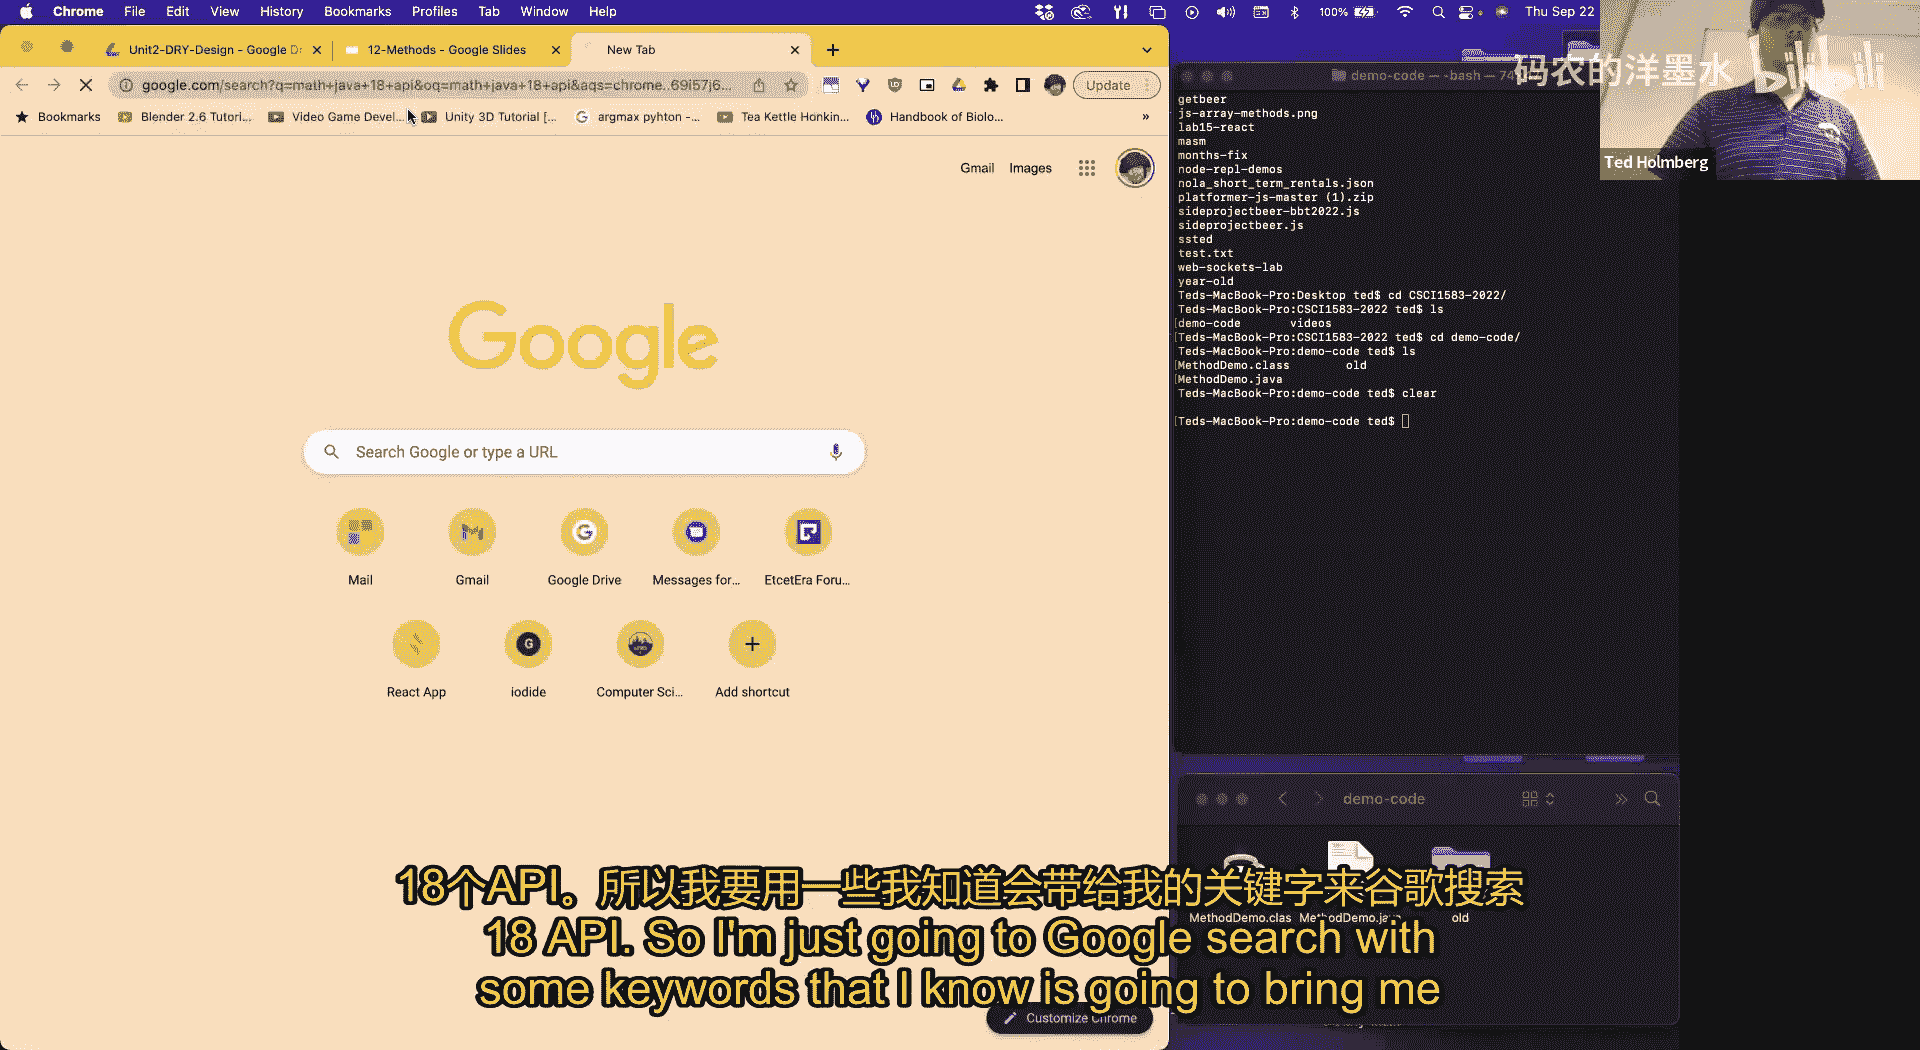 Chrome File Edit View History Bookmarks Profiles Tab Window Help
100% Thu Sep 22
Unit2-DRY-Design - Google Dr
12-Methods - Google Slides
New Tab
google.com/search?q=math+java+18+api&oq=math+java+18+api&aqs=chrome..69i57j6...
Update
Bookmarks
Blender 2.6 Tutori...
Video Game Devel...
Unity 3D Tutorial [...
argmax pyhton -...
Tea Kettle Honkin...
Handbook of Biolo...
»
Gmail Images
Google
Search Google or type a URL
Mail
Gmail
Google Drive
Messages for...
EtcetEra Foru...
React App
iodide
Computer Sci...
Add shortcut
Customize Chrome
demo-code — -bash — 74
getbeer
js-array-methods.png
lab15-react
masm
months-fix
node-repl-demos
nola_short_term_rentals.json
platformer-js-master (1).zip
sideprojectbeer-bbt2022.js
sideprojectbeer.js
ssted
test.txt
web-sockets-lab
year-old
Teds-MacBook-Pro:Desktop ted$ cd CSCI1583-2022/
Teds-MacBook-Pro:CSCI1583-2022 ted$ ls
demo-code videos
Teds-MacBook-Pro:CSCI1583-2022 ted$ cd demo-code/
Teds-MacBook-Pro:demo-code ted$ ls
MethodDemo.class old
MethodDemo.java
Teds-MacBook-Pro:demo-code ted$ clear
Teds-MacBook-Pro:demo-code ted$
码农的洋墨水 bilibili
Ted Holmberg
demo-code
MethodDemo.clas MethodDemo.java old
18个API。所以我要用一些我知道会带给我的关键字来谷歌搜索
18 API. So I'm just going to Google search with
some keywords that I know is going to bring me